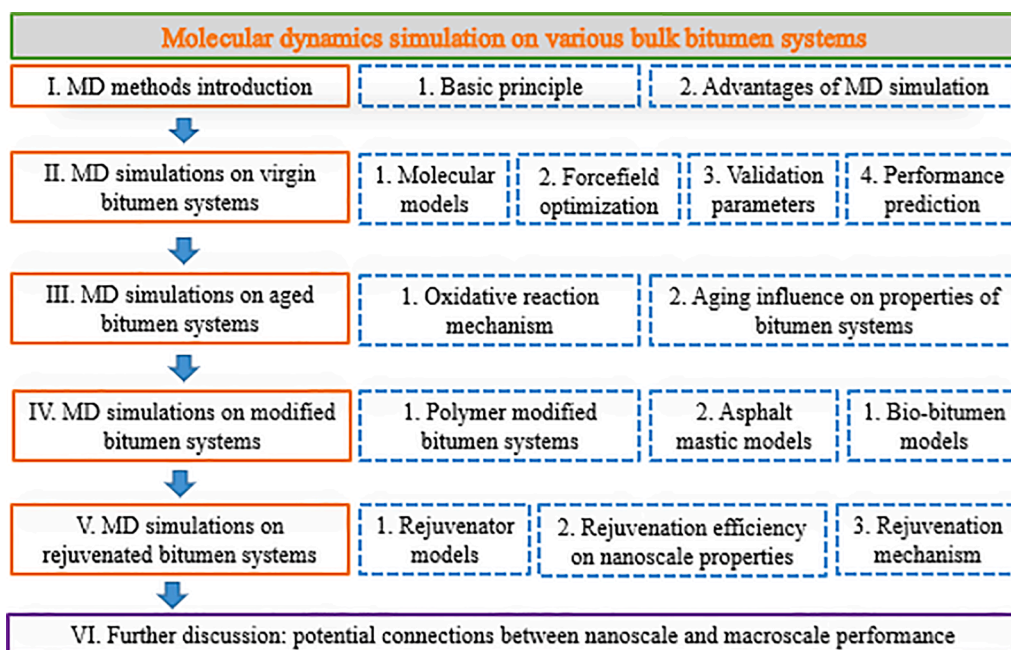 Molecular dynamics simulation on various bulk bitumen systems
I. MD methods introduction
1. Basic principle
2. Advantages of MD simulation
II. MD simulations on virgin
bitumen systems
1. Molecular
models
2. Forcefield
optimization
3. Validation
parameters
4. Performance
prediction
III. MD simulations on aged
bitumen systems
1. Oxidative reaction
mechanism
2. Aging influence on properties of
bitumen systems
IV. MD simulations on modified
bitumen systems
1. Polymer modified
bitumen systems
2. Asphalt
mastic models
1. Bio-bitumen
models
V. MD simulations on
rejuvenated bitumen systems
1. Rejuvenator
models
2. Rejuvenation efficiency
on nanoscale properties
3. Rejuvenation
mechanism
VI. Further discussion: potential connections between nanoscale and macroscale performance